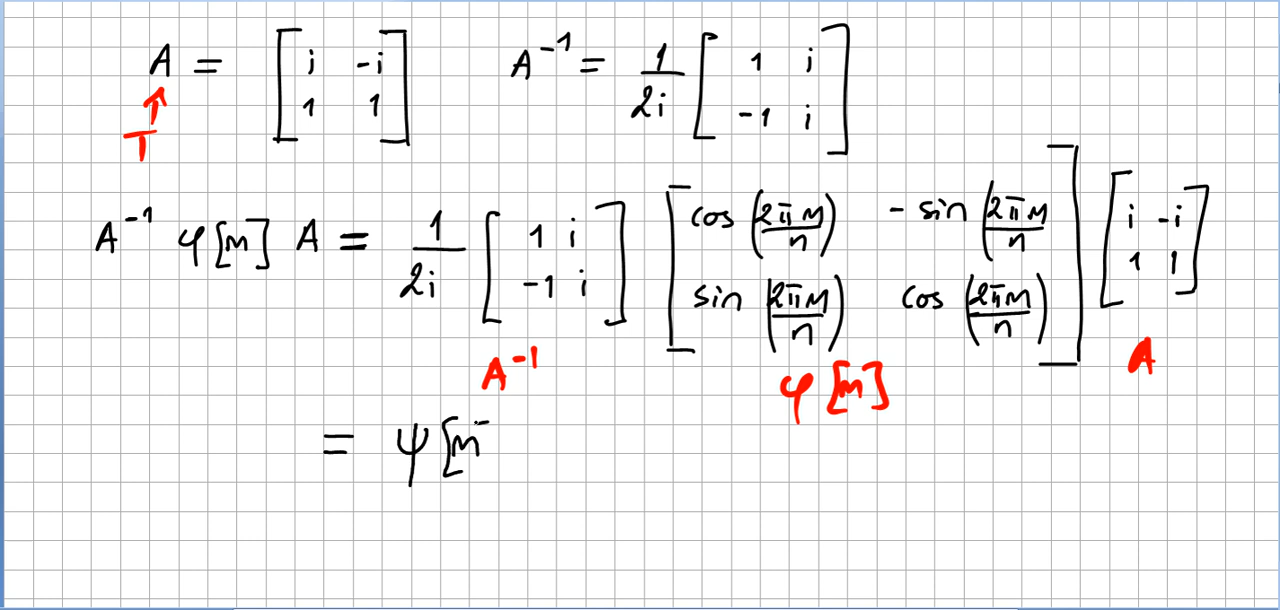 A = [i -i; 1 1] A⁻¹ = 1/2i [1 i; -1 i]
T
A⁻¹ φ[m] A = 1/2i [1 i; -1 i] [cos(2πm/n) -sin(2πm/n); sin(2πm/n) cos(2πm/n)] [i -i; 1 1]
A⁻¹ φ[m] A
= ψ[m